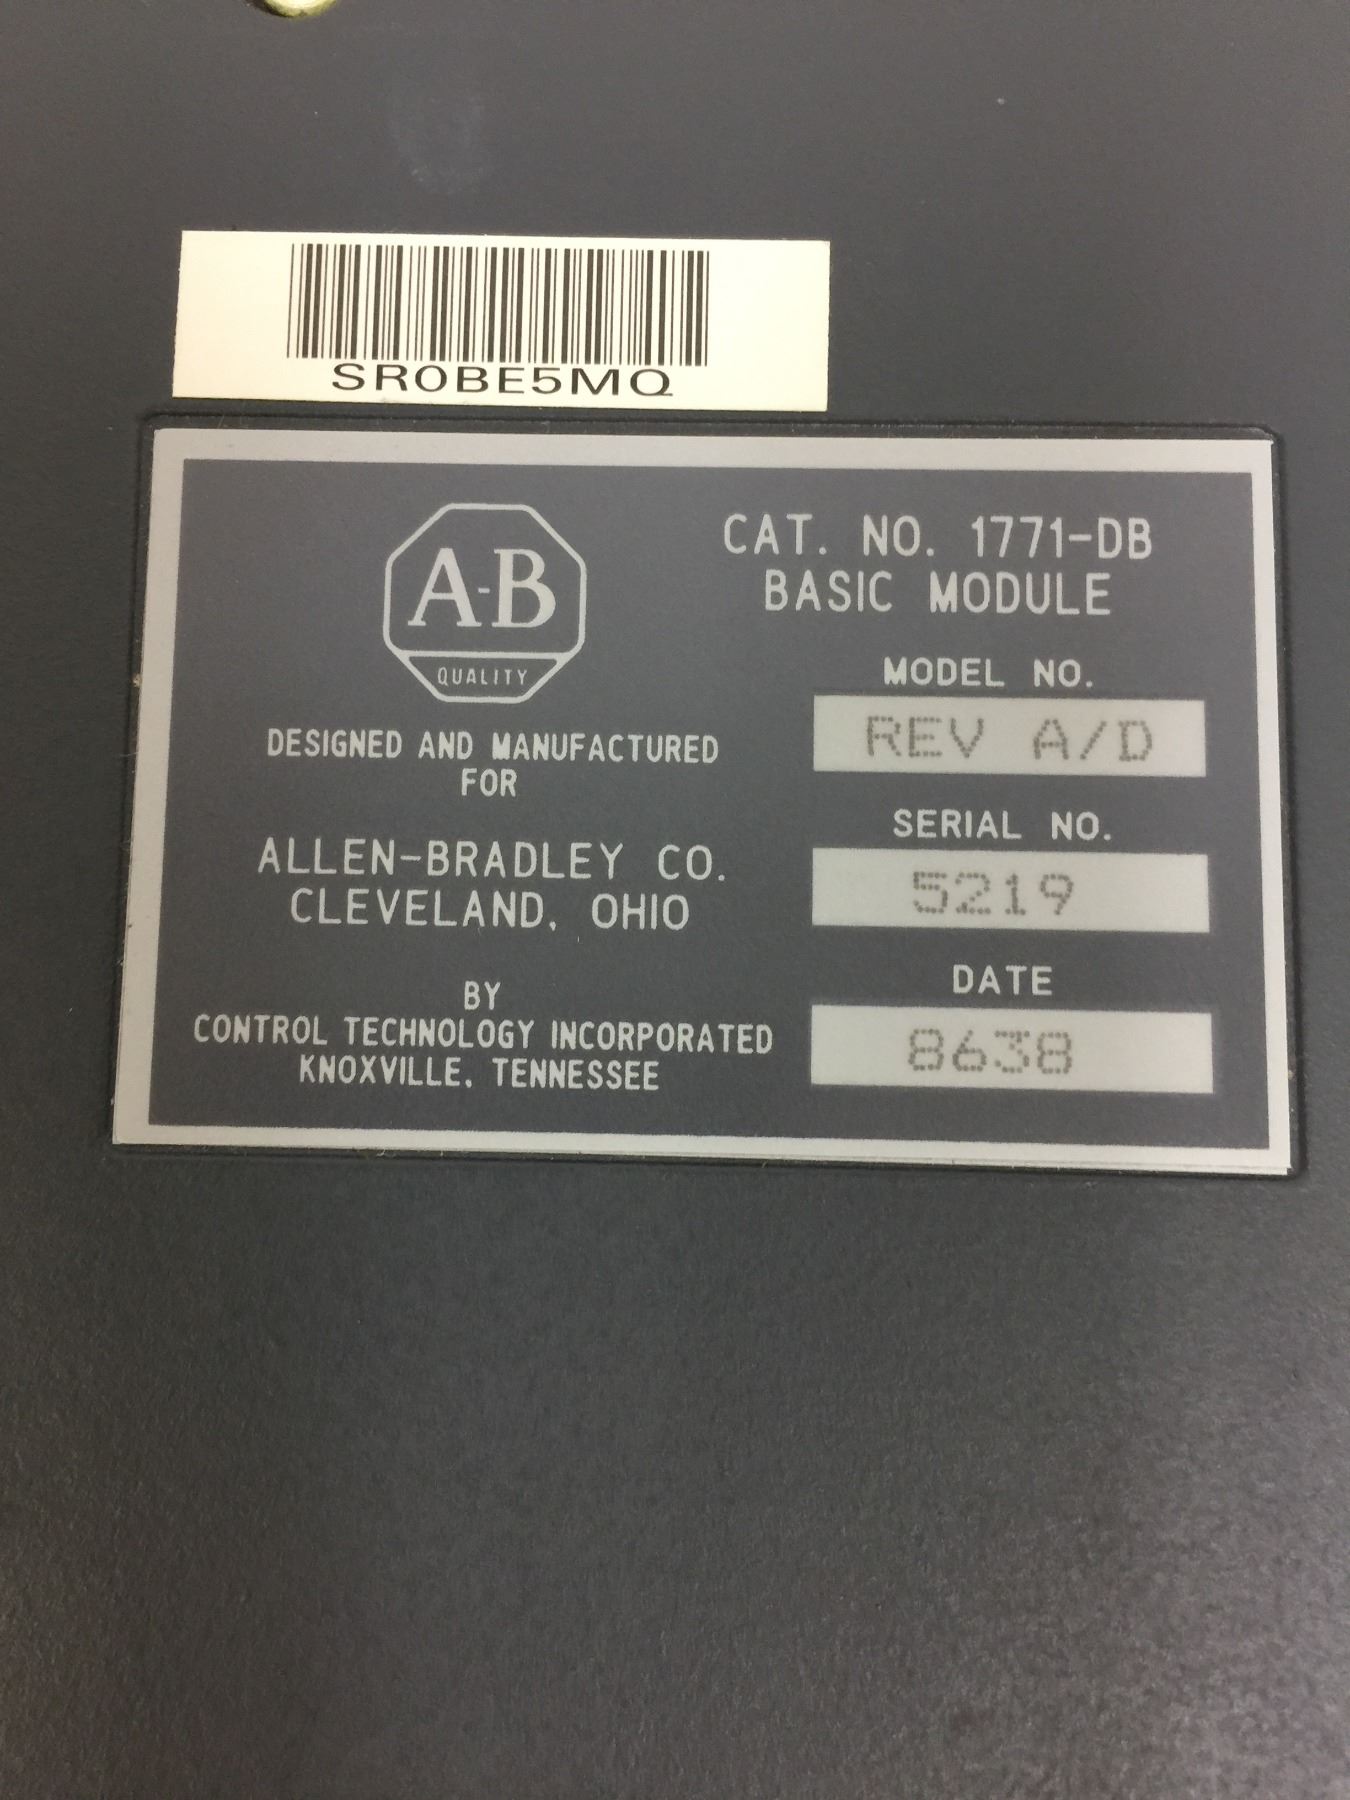 SR0BE5MQ
A-B
QUALITY
DESIGNED AND MANUFACTURED
FOR
ALLEN-BRADLEY CO.
CLEVELAND, OHIO
BY
CONTROL TECHNOLOGY INCORPORATED
KNOXVILLE, TENNESSEE
CAT. NO. 1771-DB
BASIC MODULE
MODEL NO.
REV A/D
SERIAL NO.
5219
DATE
8638